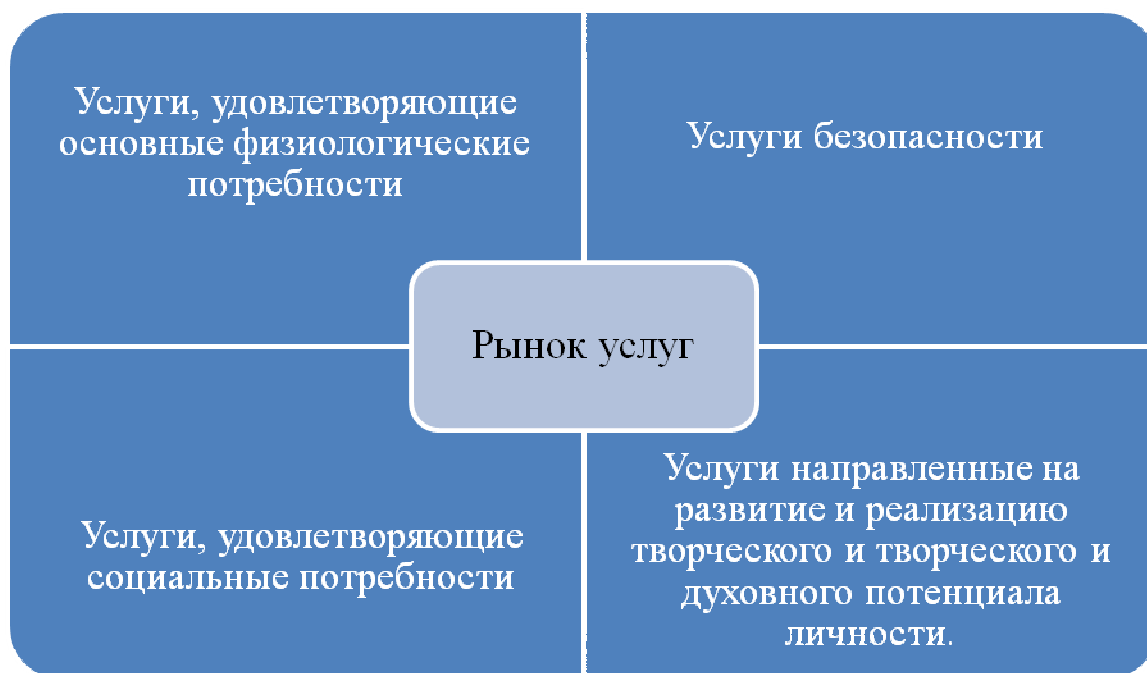 Услуги, удовлетворяющие
основные физиологические
потребности
Услуги безопасности
Рынок услуг
Услуги, удовлетворяющие
социальные потребности
Услуги направленные на
развитие и реализацию
творческого и творческого и
духовного потенциала
личности.